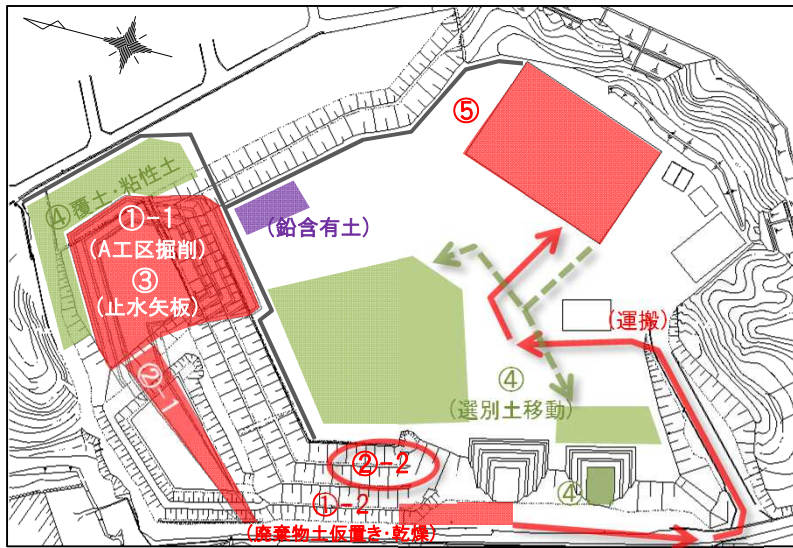 ⑤
④覆土・粘性土
①-1
(A工区掘削)
③
(止水矢板)
(鉛含有土)
(運搬)
②-1
④
(選別土移動)
②-2
①-2
④
(廃棄物土仮置き・乾燥)